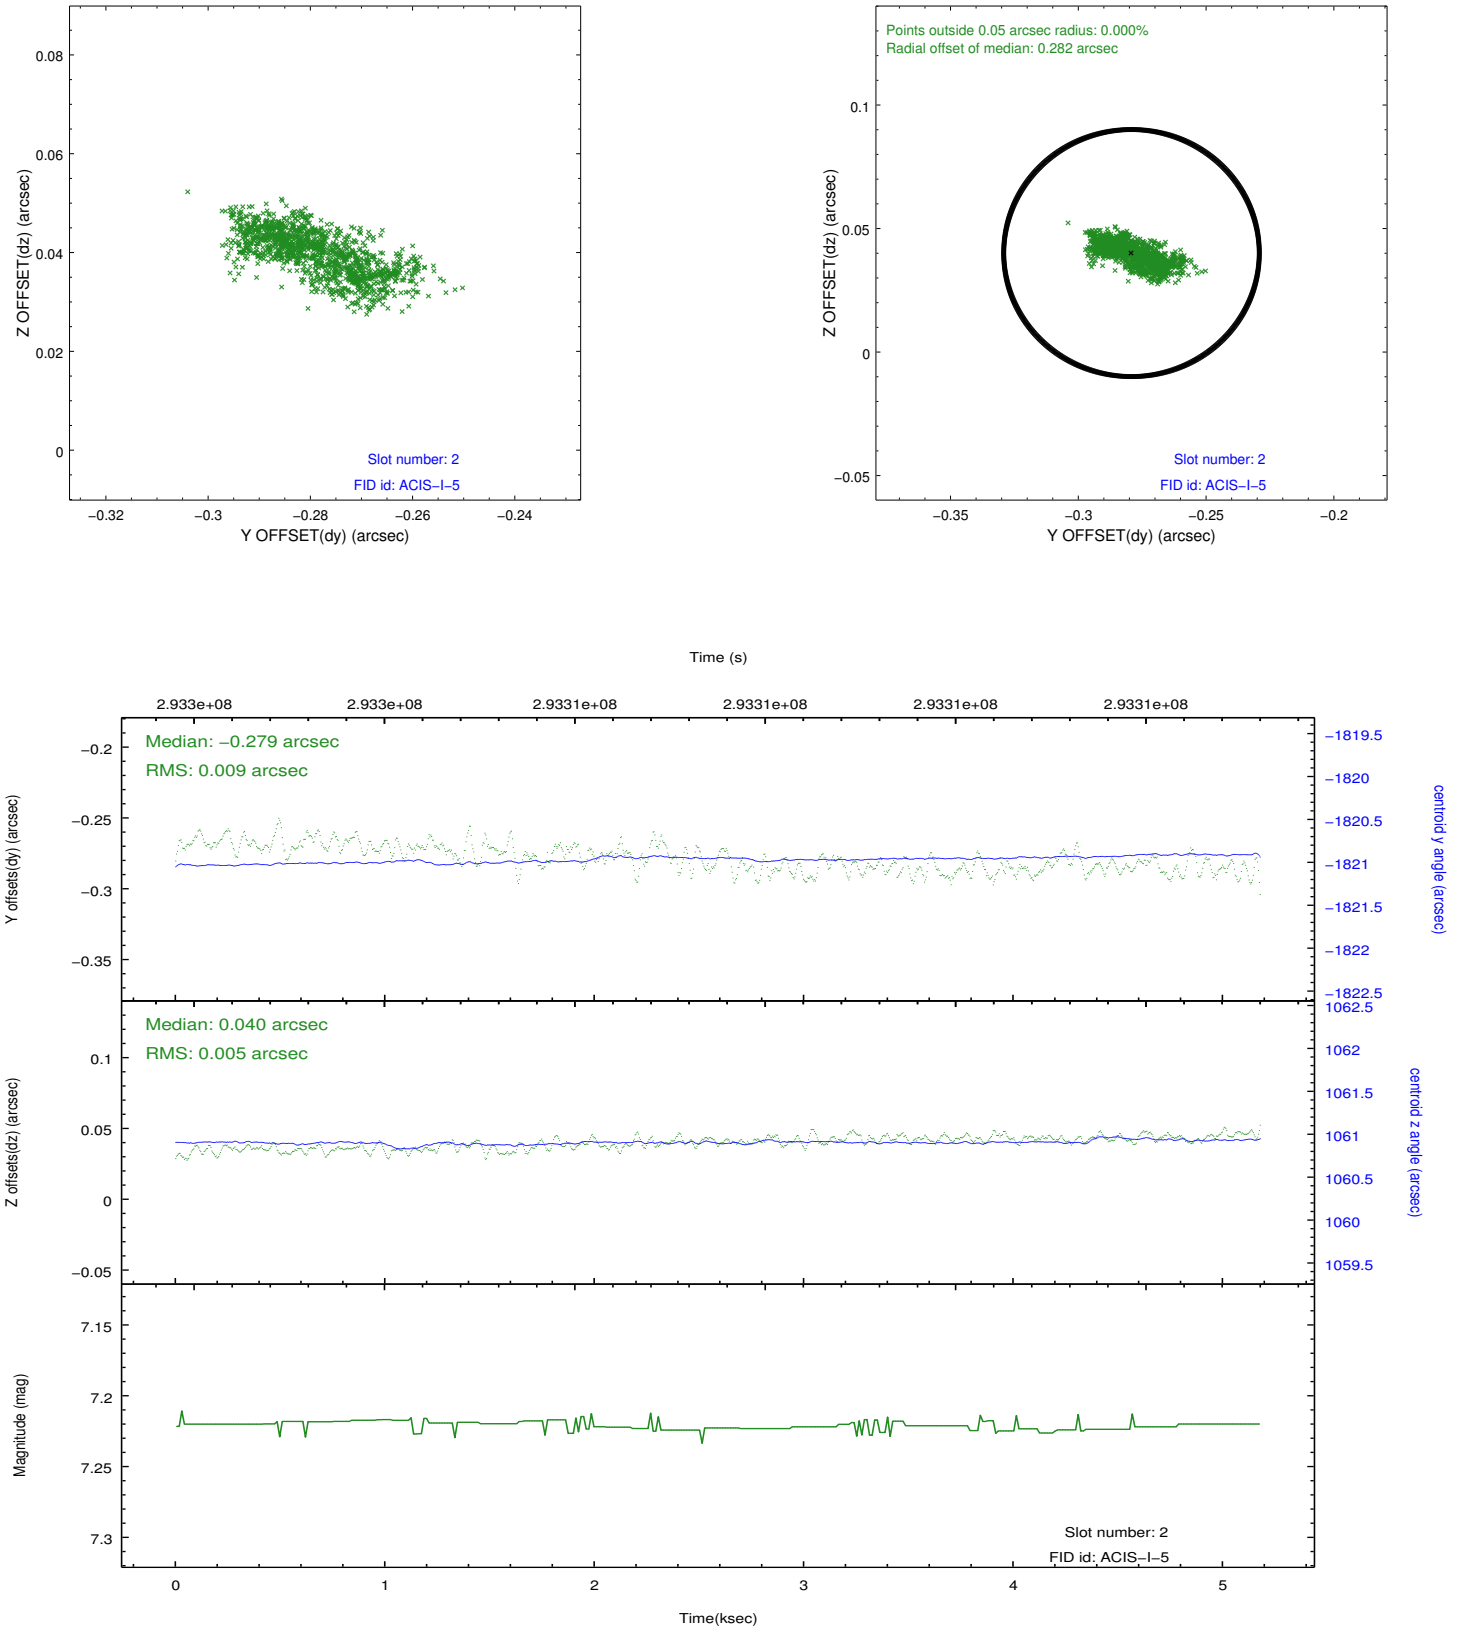 0.08
0.06
0.04
0.02
0
Z OFFSET(dz) (arcsec)
Slot number: 2
FID id: ACIS−I−5
−0.32
−0.3
−0.28
−0.26
−0.24
Y OFFSET(dy) (arcsec)
Points outside 0.05 arcsec radius: 0.000%
Radial offset of median: 0.282 arcsec
0.1
0.05
0
−0.05
Z OFFSET(dz) (arcsec)
Slot number: 2
FID id: ACIS−I−5
−0.35
−0.3
−0.25
−0.2
Y OFFSET(dy) (arcsec)
Time (s)
2.933e+08
2.933e+08
2.9331e+08
2.9331e+08
2.9331e+08
2.9331e+08
Median: −0.279 arcsec
RMS: 0.009 arcsec
−0.2
−0.25
−0.3
−0.35
Y offsets(dy) (arcsec)
−1819.5
−1820
−1820.5
−1821
−1821.5
−1822
−1822.5
centroid y angle (arcsec)
Median: 0.040 arcsec
RMS: 0.005 arcsec
0.1
0.05
0
−0.05
Z offsets(dz) (arcsec)
1062.5
1062
1061.5
1061
1060.5
1060
1059.5
centroid z angle (arcsec)
7.15
7.2
7.25
7.3
Magnitude (mag)
Slot number: 2
FID id: ACIS−I−5
0
1
2
3
4
5
Time(ksec)